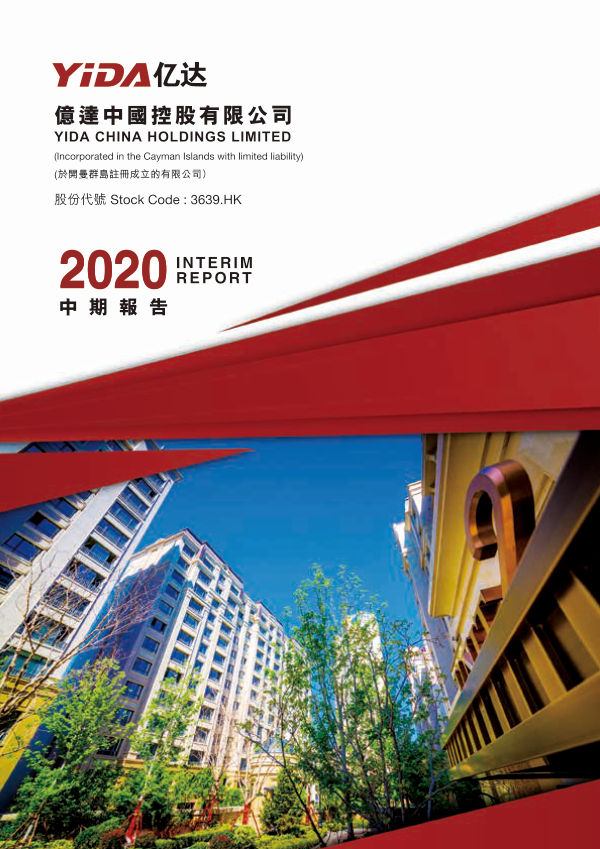 YiDA亿达
億達中國控股有限公司
YIDA CHINA HOLDINGS LIMITED
(Incorporated in the Cayman Islands with limited liability)
(於開曼群島註冊成立的有限公司)
股份代號 Stock Code : 3639.HK
2020 INTERIM REPORT
中期報告